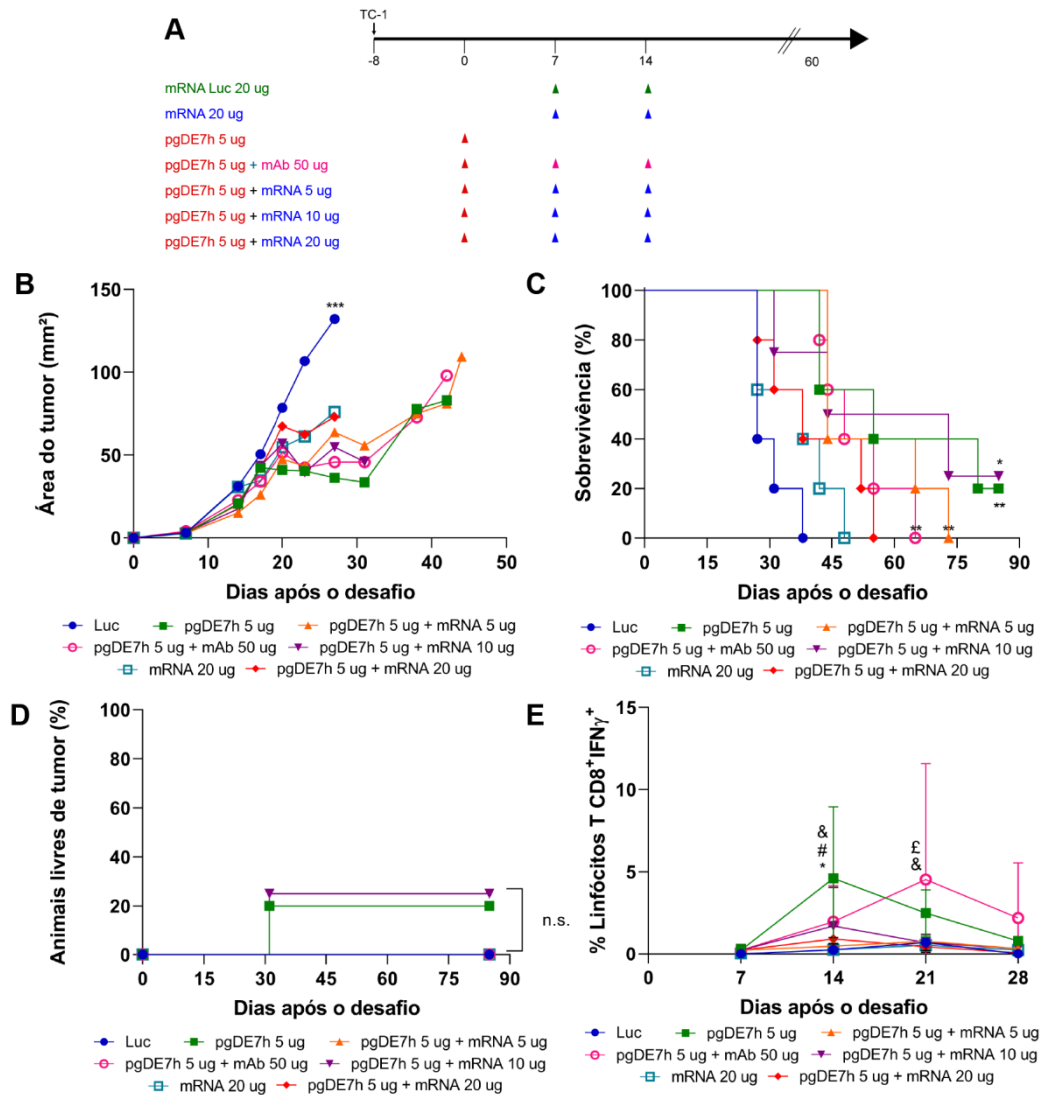 A
TC-1
-8 0 7 14 60
mRNA Luc 20 ug
mRNA 20 ug
pgDE7h 5 ug
pgDE7h 5 ug + mAb 50 ug
pgDE7h 5 ug + mRNA 5 ug
pgDE7h 5 ug + mRNA 10 ug
pgDE7h 5 ug + mRNA 20 ug
B
Área do tumor (mm²)
150
100
50
0
***
0 10 20 30 40 50
Dias após o desafio
Luc pgDE7h 5 ug pgDE7h 5 ug + mRNA 5 ug
pgDE7h 5 ug + mAb 50 ug pgDE7h 5 ug + mRNA 10 ug
mRNA 20 ug pgDE7h 5 ug + mRNA 20 ug
C
Sobrevivência (%)
100
80
60
40
20
0
*
**
** **
0 15 30 45 60 75 90
Dias após o desafio
Luc pgDE7h 5 ug pgDE7h 5 ug + mRNA 5 ug
pgDE7h 5 ug + mAb 50 ug pgDE7h 5 ug + mRNA 10 ug
mRNA 20 ug pgDE7h 5 ug + mRNA 20 ug
D
Animais livres de tumor (%)
100
80
60
40
20
0
n.s.
0 15 30 45 60 75 90
Dias após o desafio
Luc pgDE7h 5 ug pgDE7h 5 ug + mRNA 5 ug
pgDE7h 5 ug + mAb 50 ug pgDE7h 5 ug + mRNA 10 ug
mRNA 20 ug pgDE7h 5 ug + mRNA 20 ug
E
% Linfócitos T CD8⁺IFNγ⁺
15
10
5
0
&
#
*
£
&
0 7 14 21 28
Dias após o desafio
Luc pgDE7h 5 ug pgDE7h 5 ug + mRNA 5 ug
pgDE7h 5 ug + mAb 50 ug pgDE7h 5 ug + mRNA 10 ug
mRNA 20 ug pgDE7h 5 ug + mRNA 20 ug